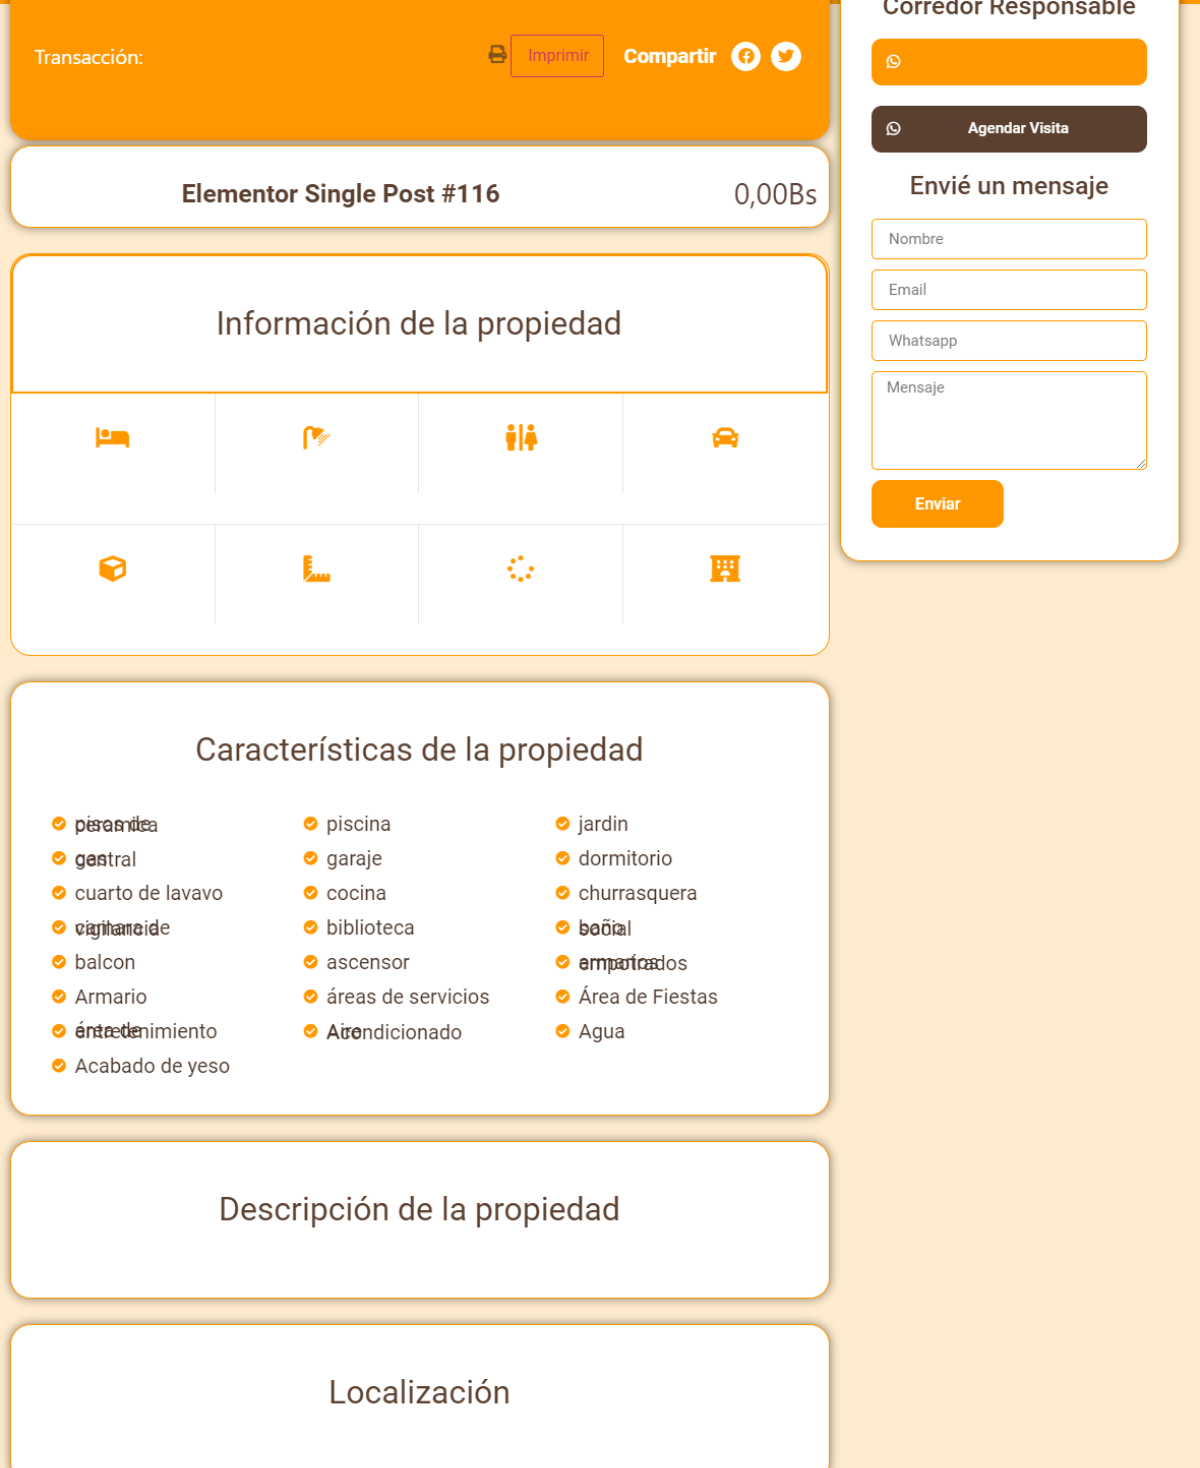 Corredor Responsable
Transacción:
Imprimir
Compartir
Agendar Visita
Elementor Single Post #116
0,00Bs
Envié un mensaje
Nombre
Email
Whatsapp
Mensaje
Enviar
Información de la propiedad
Características de la propiedad
pisos de
ceramica
piscina
jardin
gas
central
garaje
dormitorio
cuarto de lavavo
cocina
churrasquera
camara de
vigilancia
biblioteca
baño
social
balcon
ascensor
armarios
empotrados
Armario
áreas de servicios
Área de Fiestas
área de
entretenimiento
Aire
Acondicionado
Agua
Acabado de yeso
Descripción de la propiedad
Localización